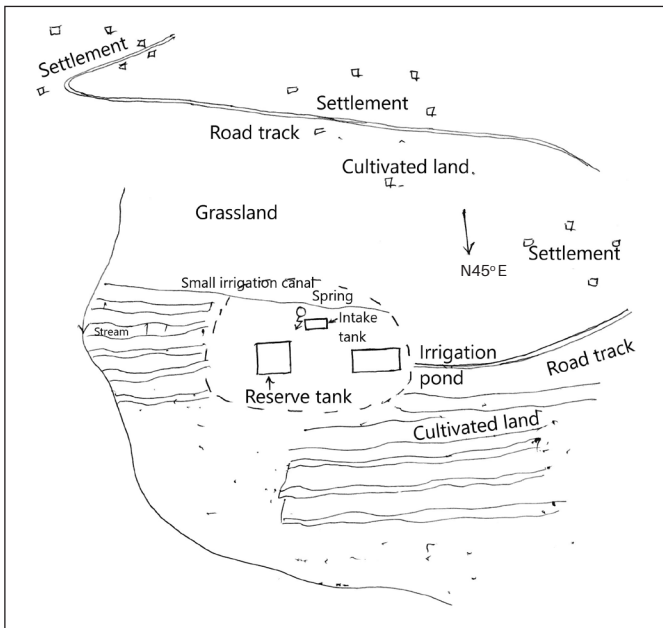 Settlement
Settlement
Road track
Cultivated land
Grassland
N45°E
Settlement
Small irrigation canal
Spring
Intake
tank
Stream
Irrigation
pond
Road track
Reserve tank
Cultivated land